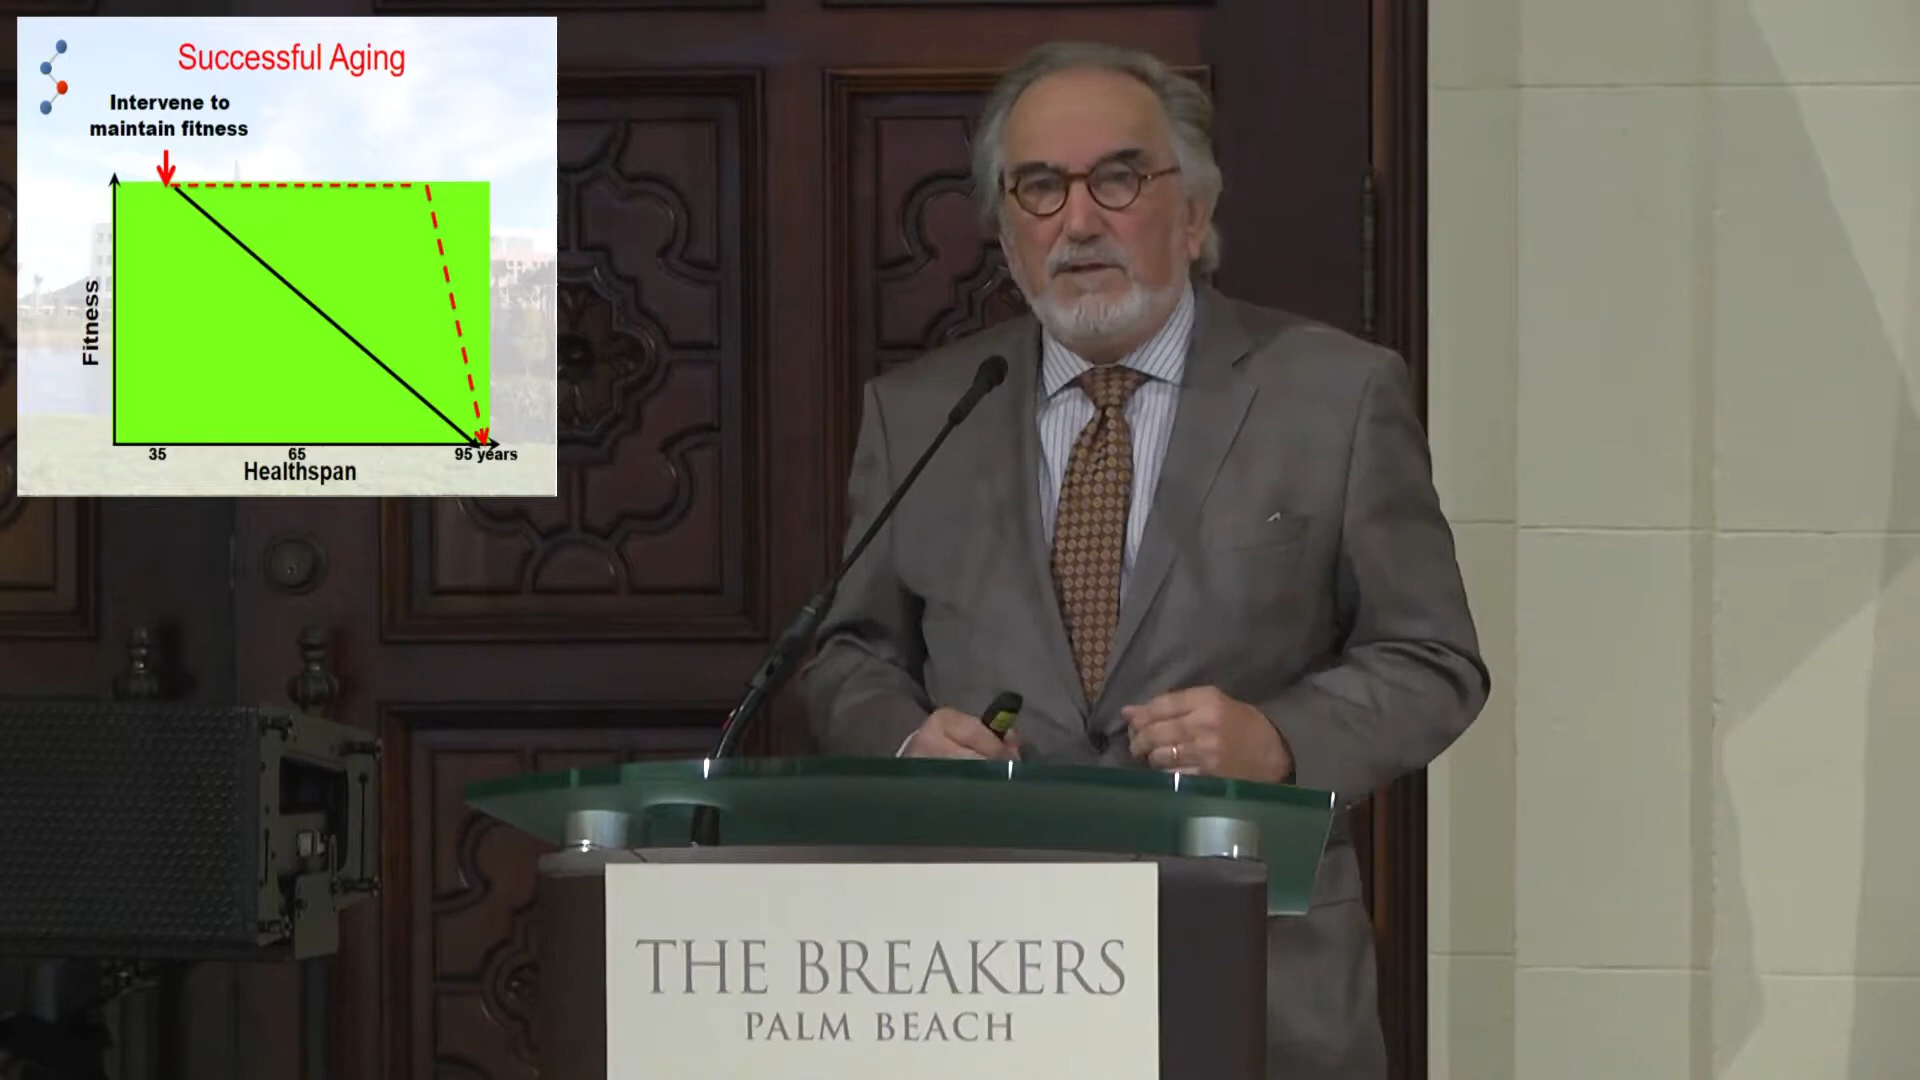 Successful Aging
Intervene to
maintain fitness
Fitness
35 65 95 years
Healthspan
THE BREAKERS
PALM BEACH